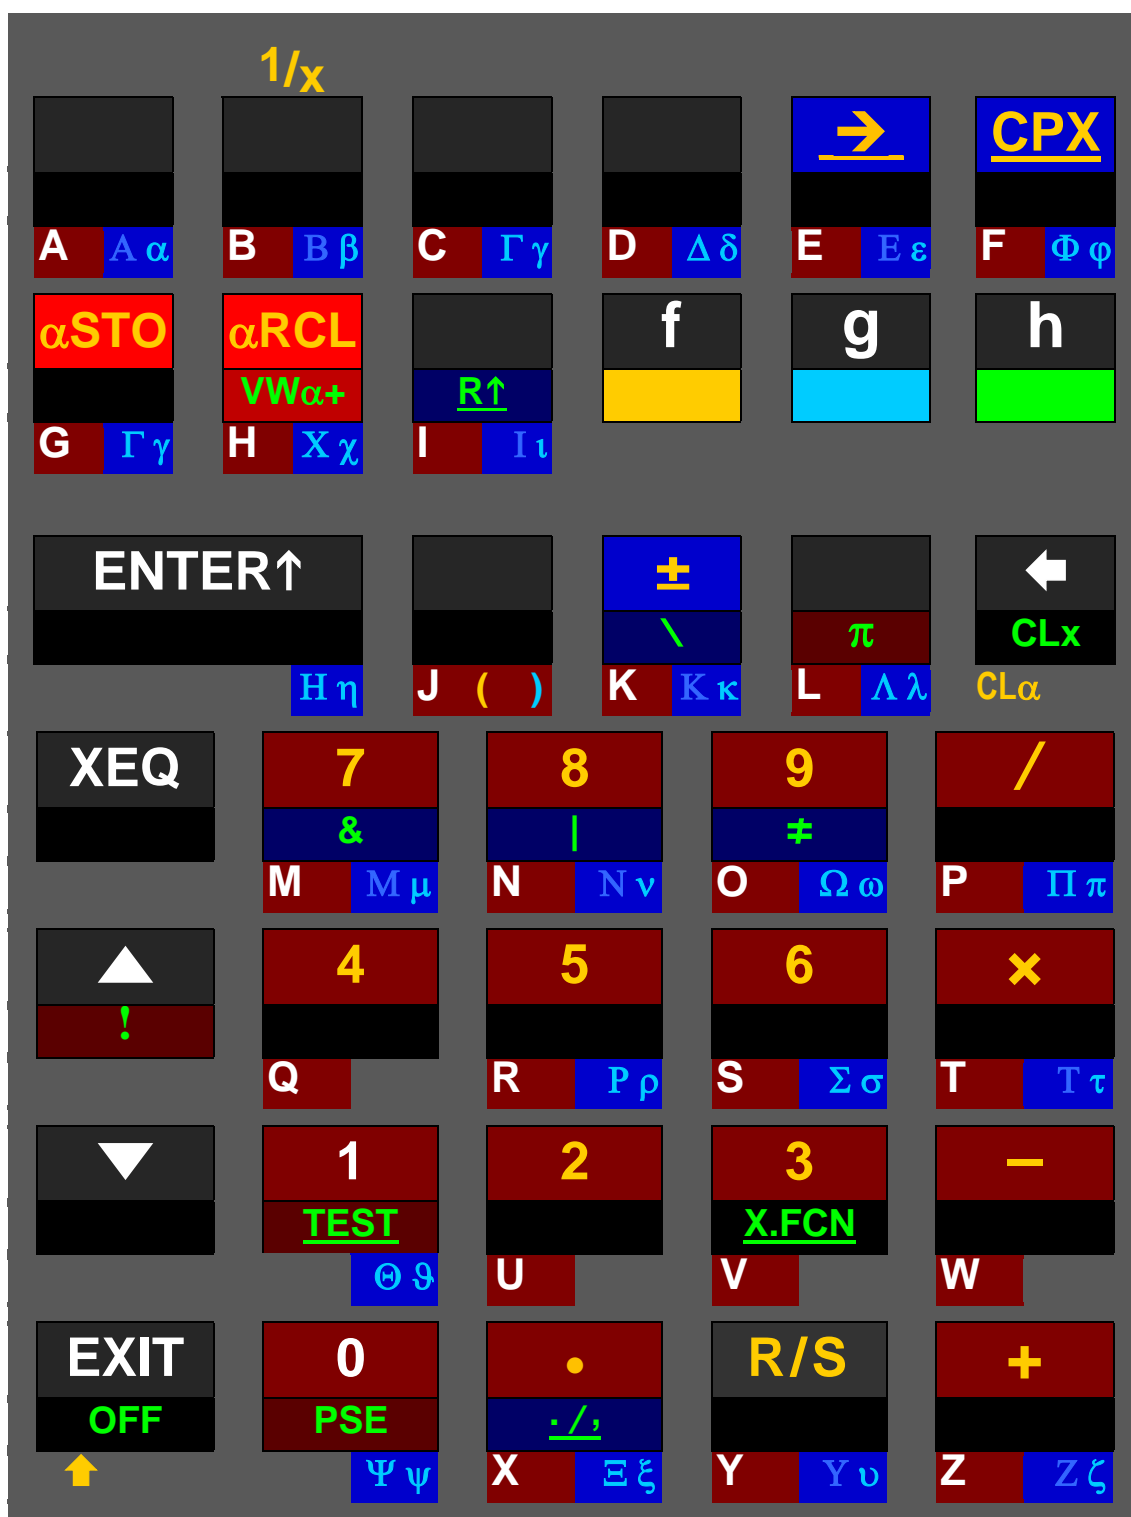 1/x
→ CPX
A Α α B Β β C Γ γ D Δ δ E Ε ε F Φ φ
αSTO αRCL f g h
VWα+ R↑
G Γ γ H Χ χ I Ι ι
ENTER↑ ± 🡄
\ π CLx
Η η J ( ) K Κ κ L Λ λ CLα
XEQ 7 8 9 /
& | ≠
M Μ μ N Ν ν O Ω ω P Π π
▲ 4 5 6 ×
!
Q R Ρ ρ S Σ σ T Τ τ
▼ 1 2 3 −
TEST X.FCN
Θ ϑ U V W
EXIT 0 . R/S +
OFF PSE ./,
🡅 Ψ ψ X Ξ ξ Y Υ υ Z Ζ ζ